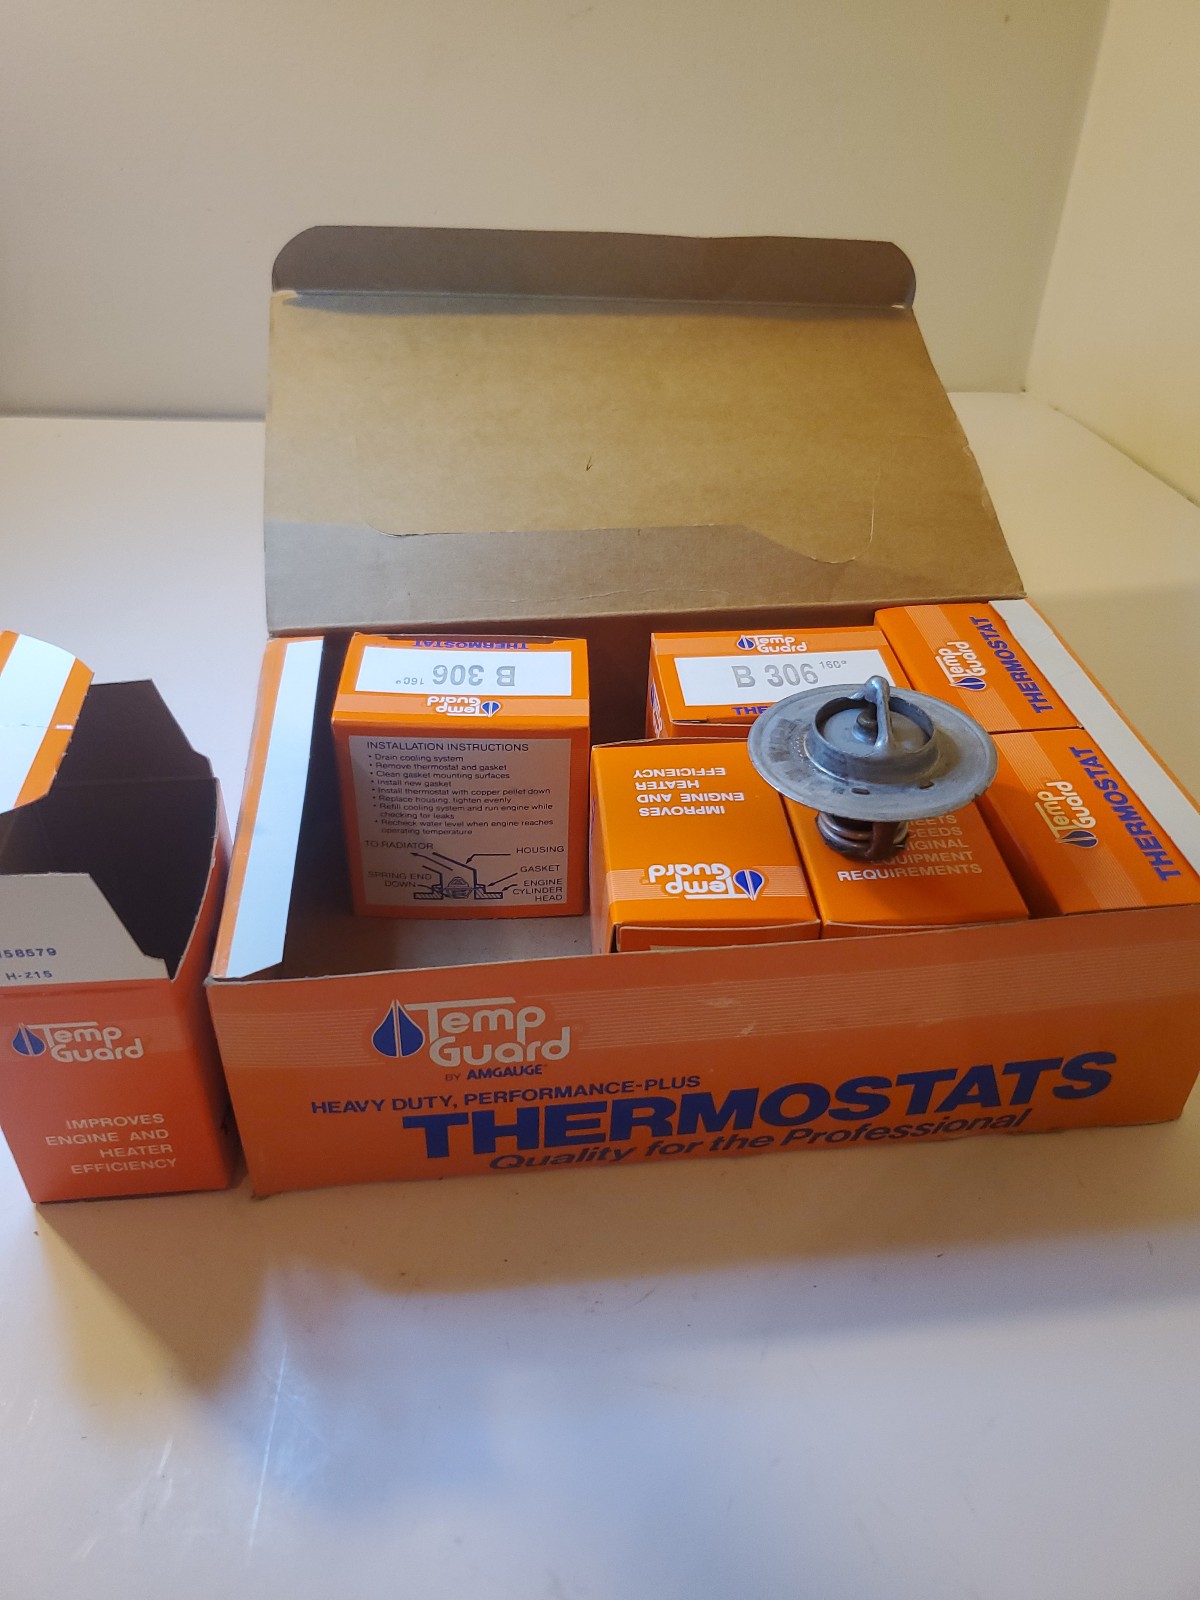 THERMOSTAT
B 306 160°
Temp
Guard
INSTALLATION INSTRUCTIONS
• Drain cooling system
• Remove thermostat and gasket
• Clean gasket mounting surfaces
• Install new gasket
• Install thermostat with copper pellet down
• Replace housing, tighten evenly
• Refill cooling system and run engine while
checking for leaks
• Recheck water level when engine reaches
operating temperature
TO RADIATOR
HOUSING
GASKET
SPRING END
DOWN
ENGINE
CYLINDER
HEAD
Temp
Guard
B 306 160°
Temp
Guard
THERMOSTAT
Temp
Guard
THERMOSTAT
IMPROVES
ENGINE AND
HEATER
EFFICIENCY
Temp
Guard
REQUIREMENTS
58579
H-215
Temp
Guard
IMPROVES
ENGINE AND
HEATER
EFFICIENCY
Temp
Guard
BY AMGAUGE
HEAVY DUTY, PERFORMANCE-PLUS
THERMOSTATS
Quality for the Professional